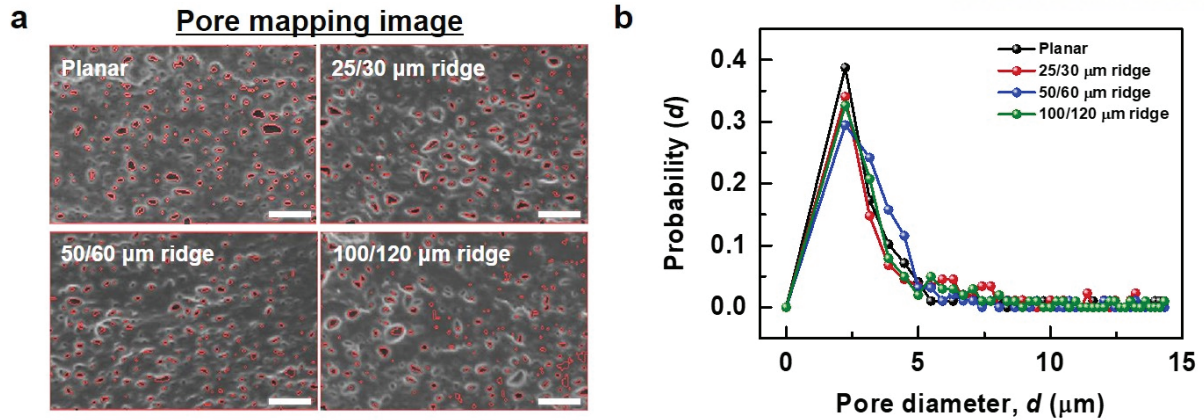 a
Pore mapping image
Planar
25/30 µm ridge
50/60 µm ridge
100/120 µm ridge
b
Planar
25/30 µm ridge
50/60 µm ridge
100/120 µm ridge
Probability (d)
0.4
0.3
0.2
0.1
0.0
0 5 10 15
Pore diameter, d (µm)